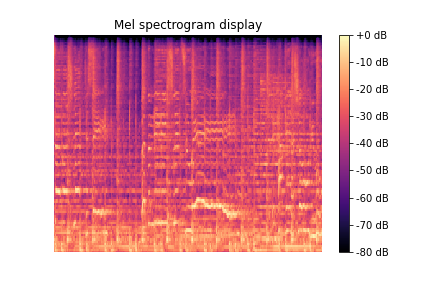 Mel spectrogram display
+0 dB
-10 dB
-20 dB
-30 dB
-40 dB
-50 dB
-60 dB
-70 dB
-80 dB